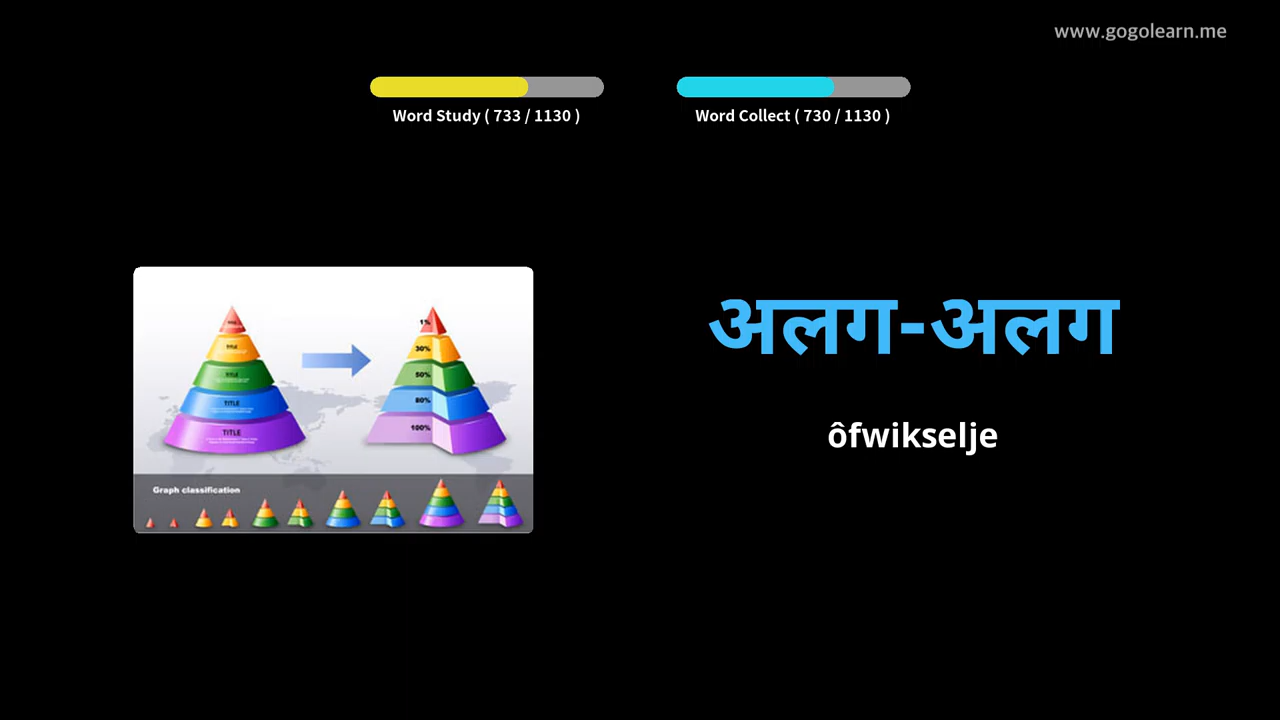 www.gogolearn.me
Word Study ( 733 / 1130 )
Word Collect ( 730 / 1130 )
अलग-अलग
ôfwikselje
TITLE
TITLE
TITLE
TITLE
1%
30%
50%
80%
100%
Graph classification